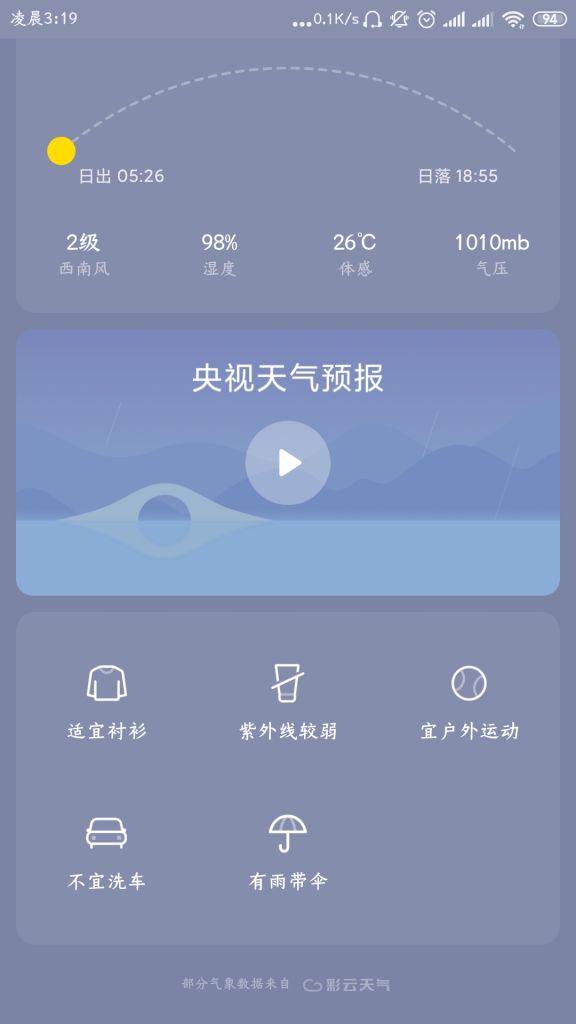 凌晨3:19 ...0.1K/s 94
日出 05:26 日落 18:55
2级 98% 26℃ 1010mb
西南风 湿度 体感 气压
央视天气预报
适宜衬衫 紫外线较弱 宜户外运动
不宜洗车 有雨带伞
部分气象数据来自 彩云天气